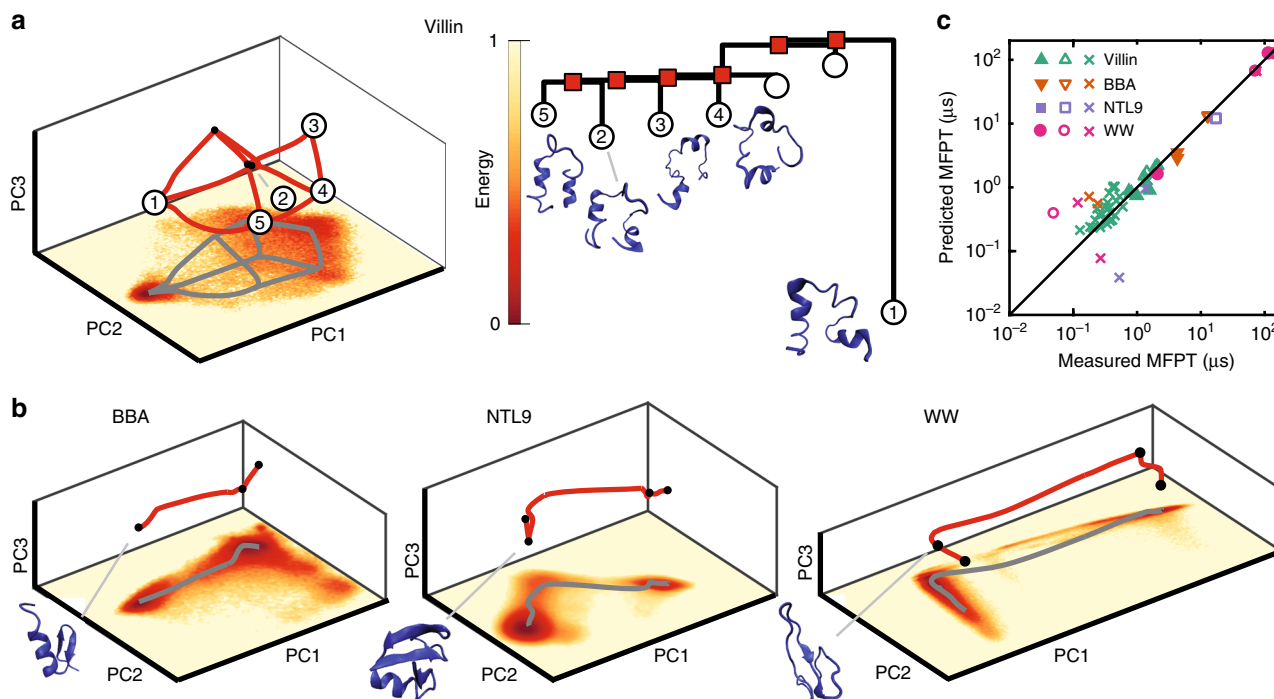 a
Villin
c
PC3
PC2
PC1
1
2
3
4
5
1
Energy
0
5
2
3
4
1
Predicted MFPT (μs)
10²
10¹
10⁰
10⁻¹
10⁻²
Villin
BBA
NTL9
WW
10⁻² 10⁻¹ 10⁰ 10¹ 10²
Measured MFPT (μs)
b
BBA
NTL9
WW
PC3
PC2
PC1
PC3
PC2
PC1
PC3
PC2
PC1